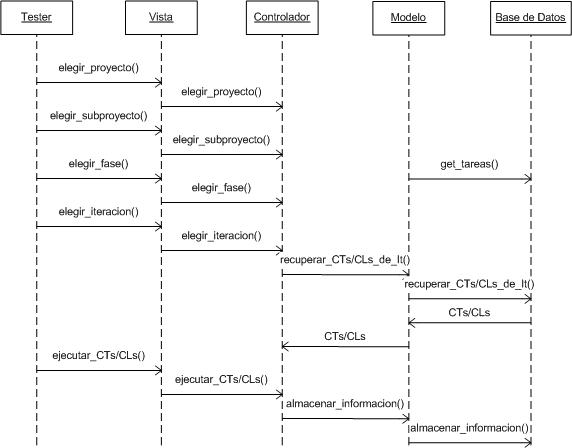 Tester
Vista
Controlador
Modelo
Base de Datos
elegir_proyecto()
elegir_proyecto()
elegir_subproyecto()
elegir_subproyecto()
elegir_fase()
get_tareas()
elegir_fase()
elegir_iteracion()
elegir_iteracion()
recuperar_CTs/CLs_de_It()
recuperar_CTs/CLs_de_It()
CTs/CLs
CTs/CLs
ejecutar_CTs/CLs()
ejecutar_CTs/CLs()
almacenar_informacion()
almacenar_informacion()